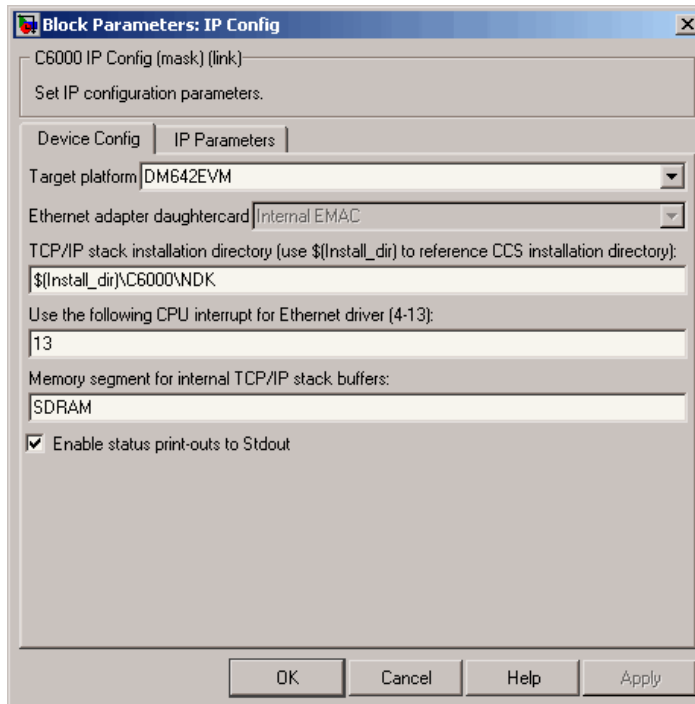 Block Parameters: IP Config
C6000 IP Config (mask) (link)
Set IP configuration parameters.
Device Config IP Parameters
Target platform DM642EVM
Ethernet adapter daughtercard Internal EMAC
TCP/IP stack installation directory (use $(Install_dir) to reference CCS installation directory):
$(Install_dir)\C6000\NDK
Use the following CPU interrupt for Ethernet driver (4-13):
13
Memory segment for internal TCP/IP stack buffers:
SDRAM
Enable status print-outs to Stdout
OK Cancel Help Apply